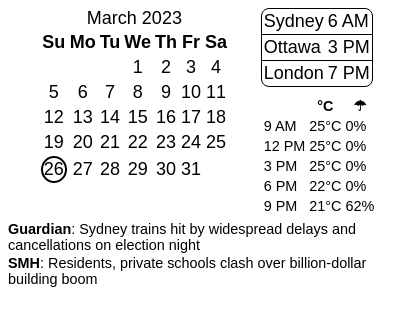 March 2023
Su Mo Tu We Th Fr Sa
1 2 3 4
5 6 7 8 9 10 11
12 13 14 15 16 17 18
19 20 21 22 23 24 25
26 27 28 29 30 31
Sydney 6 AM
Ottawa 3 PM
London 7 PM
°C ☂
9 AM 25°C 0%
12 PM 25°C 0%
3 PM 25°C 0%
6 PM 22°C 0%
9 PM 21°C 62%
Guardian: Sydney trains hit by widespread delays and
cancellations on election night
SMH: Residents, private schools clash over billion-dollar
building boom